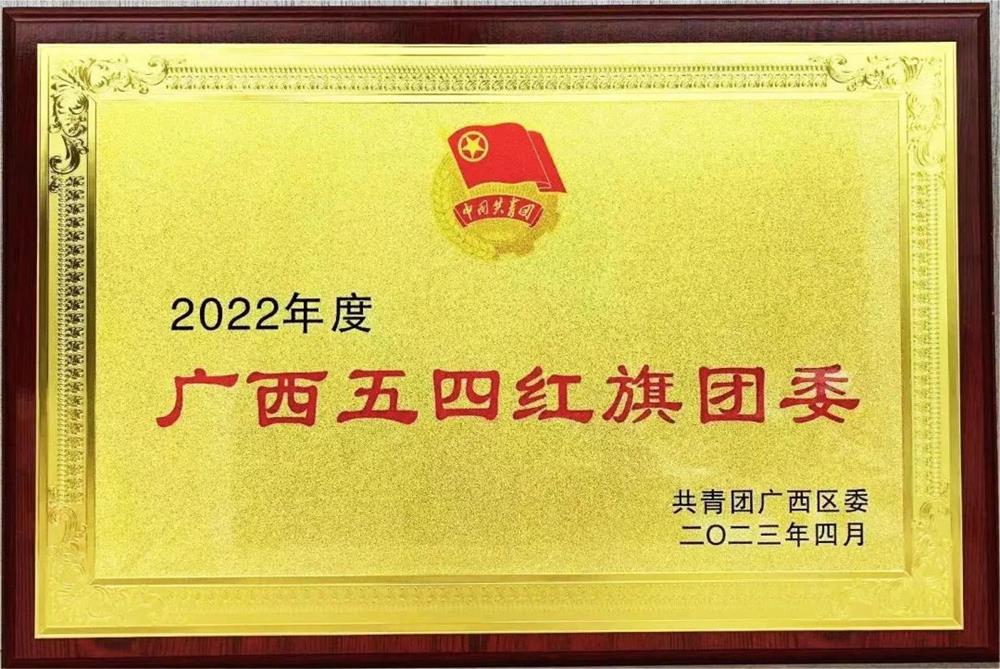 中国共青团
2022年度
广西五四红旗团委
共青团广西区委
二〇二三年四月